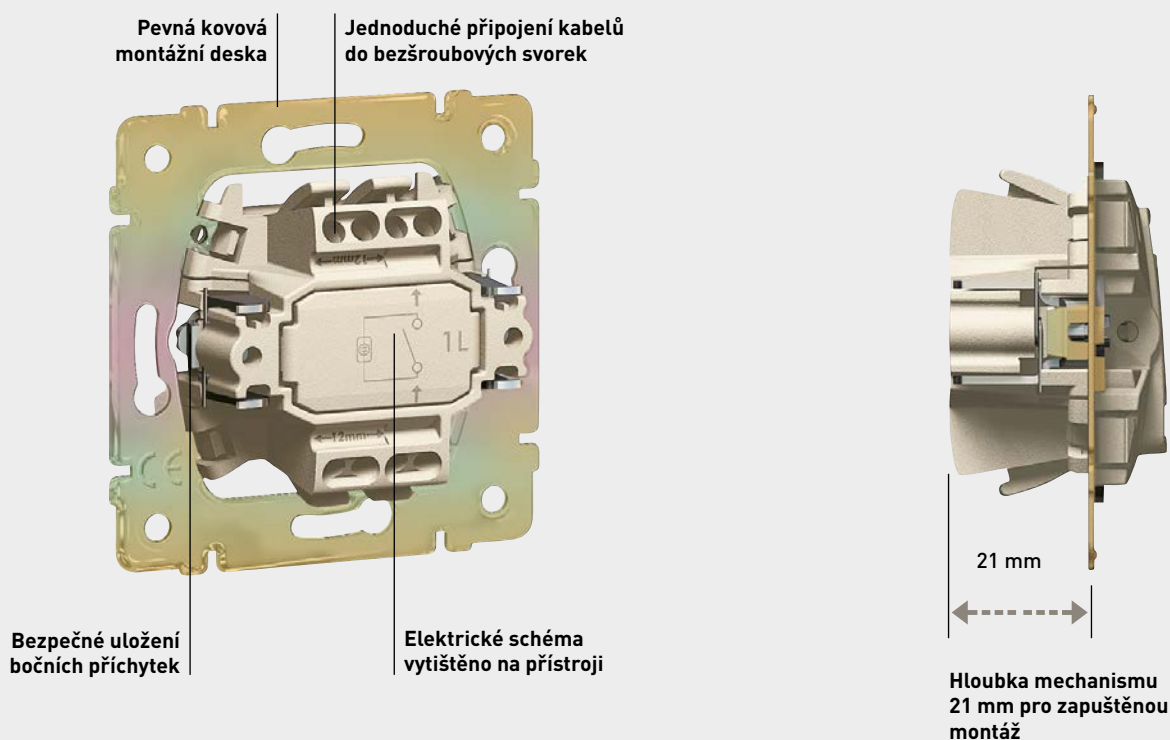 Pevná kovová
montážní deska
Jednoduché připojení kabelů
do bezšroubových svorek
12mm
1 L
12mm
CE
Bezpečné uložení
bočních příchytek
Elektrické schéma
vytištěno na přístroji
21 mm
Hloubka mechanismu
21 mm pro zapuštěnou
montáž